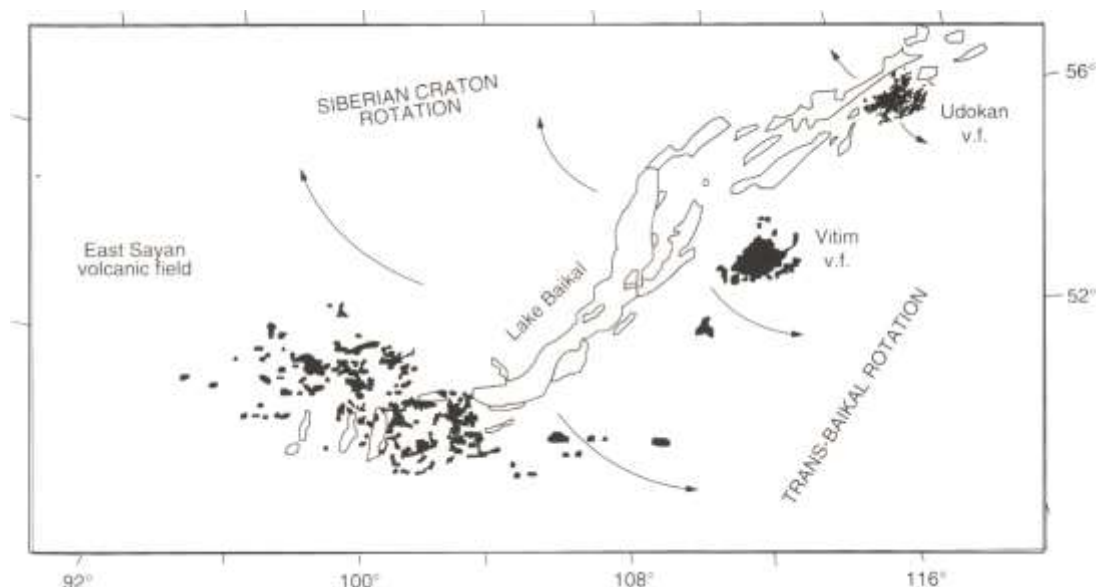 SIBERIAN CRATON
ROTATION
56°
Udokan
v.f.
East Sayan
volcanic field
Vitim
v.f.
Lake Baikal
52°
TRANS-BAIKAL ROTATION
92°
100°
108°
116°